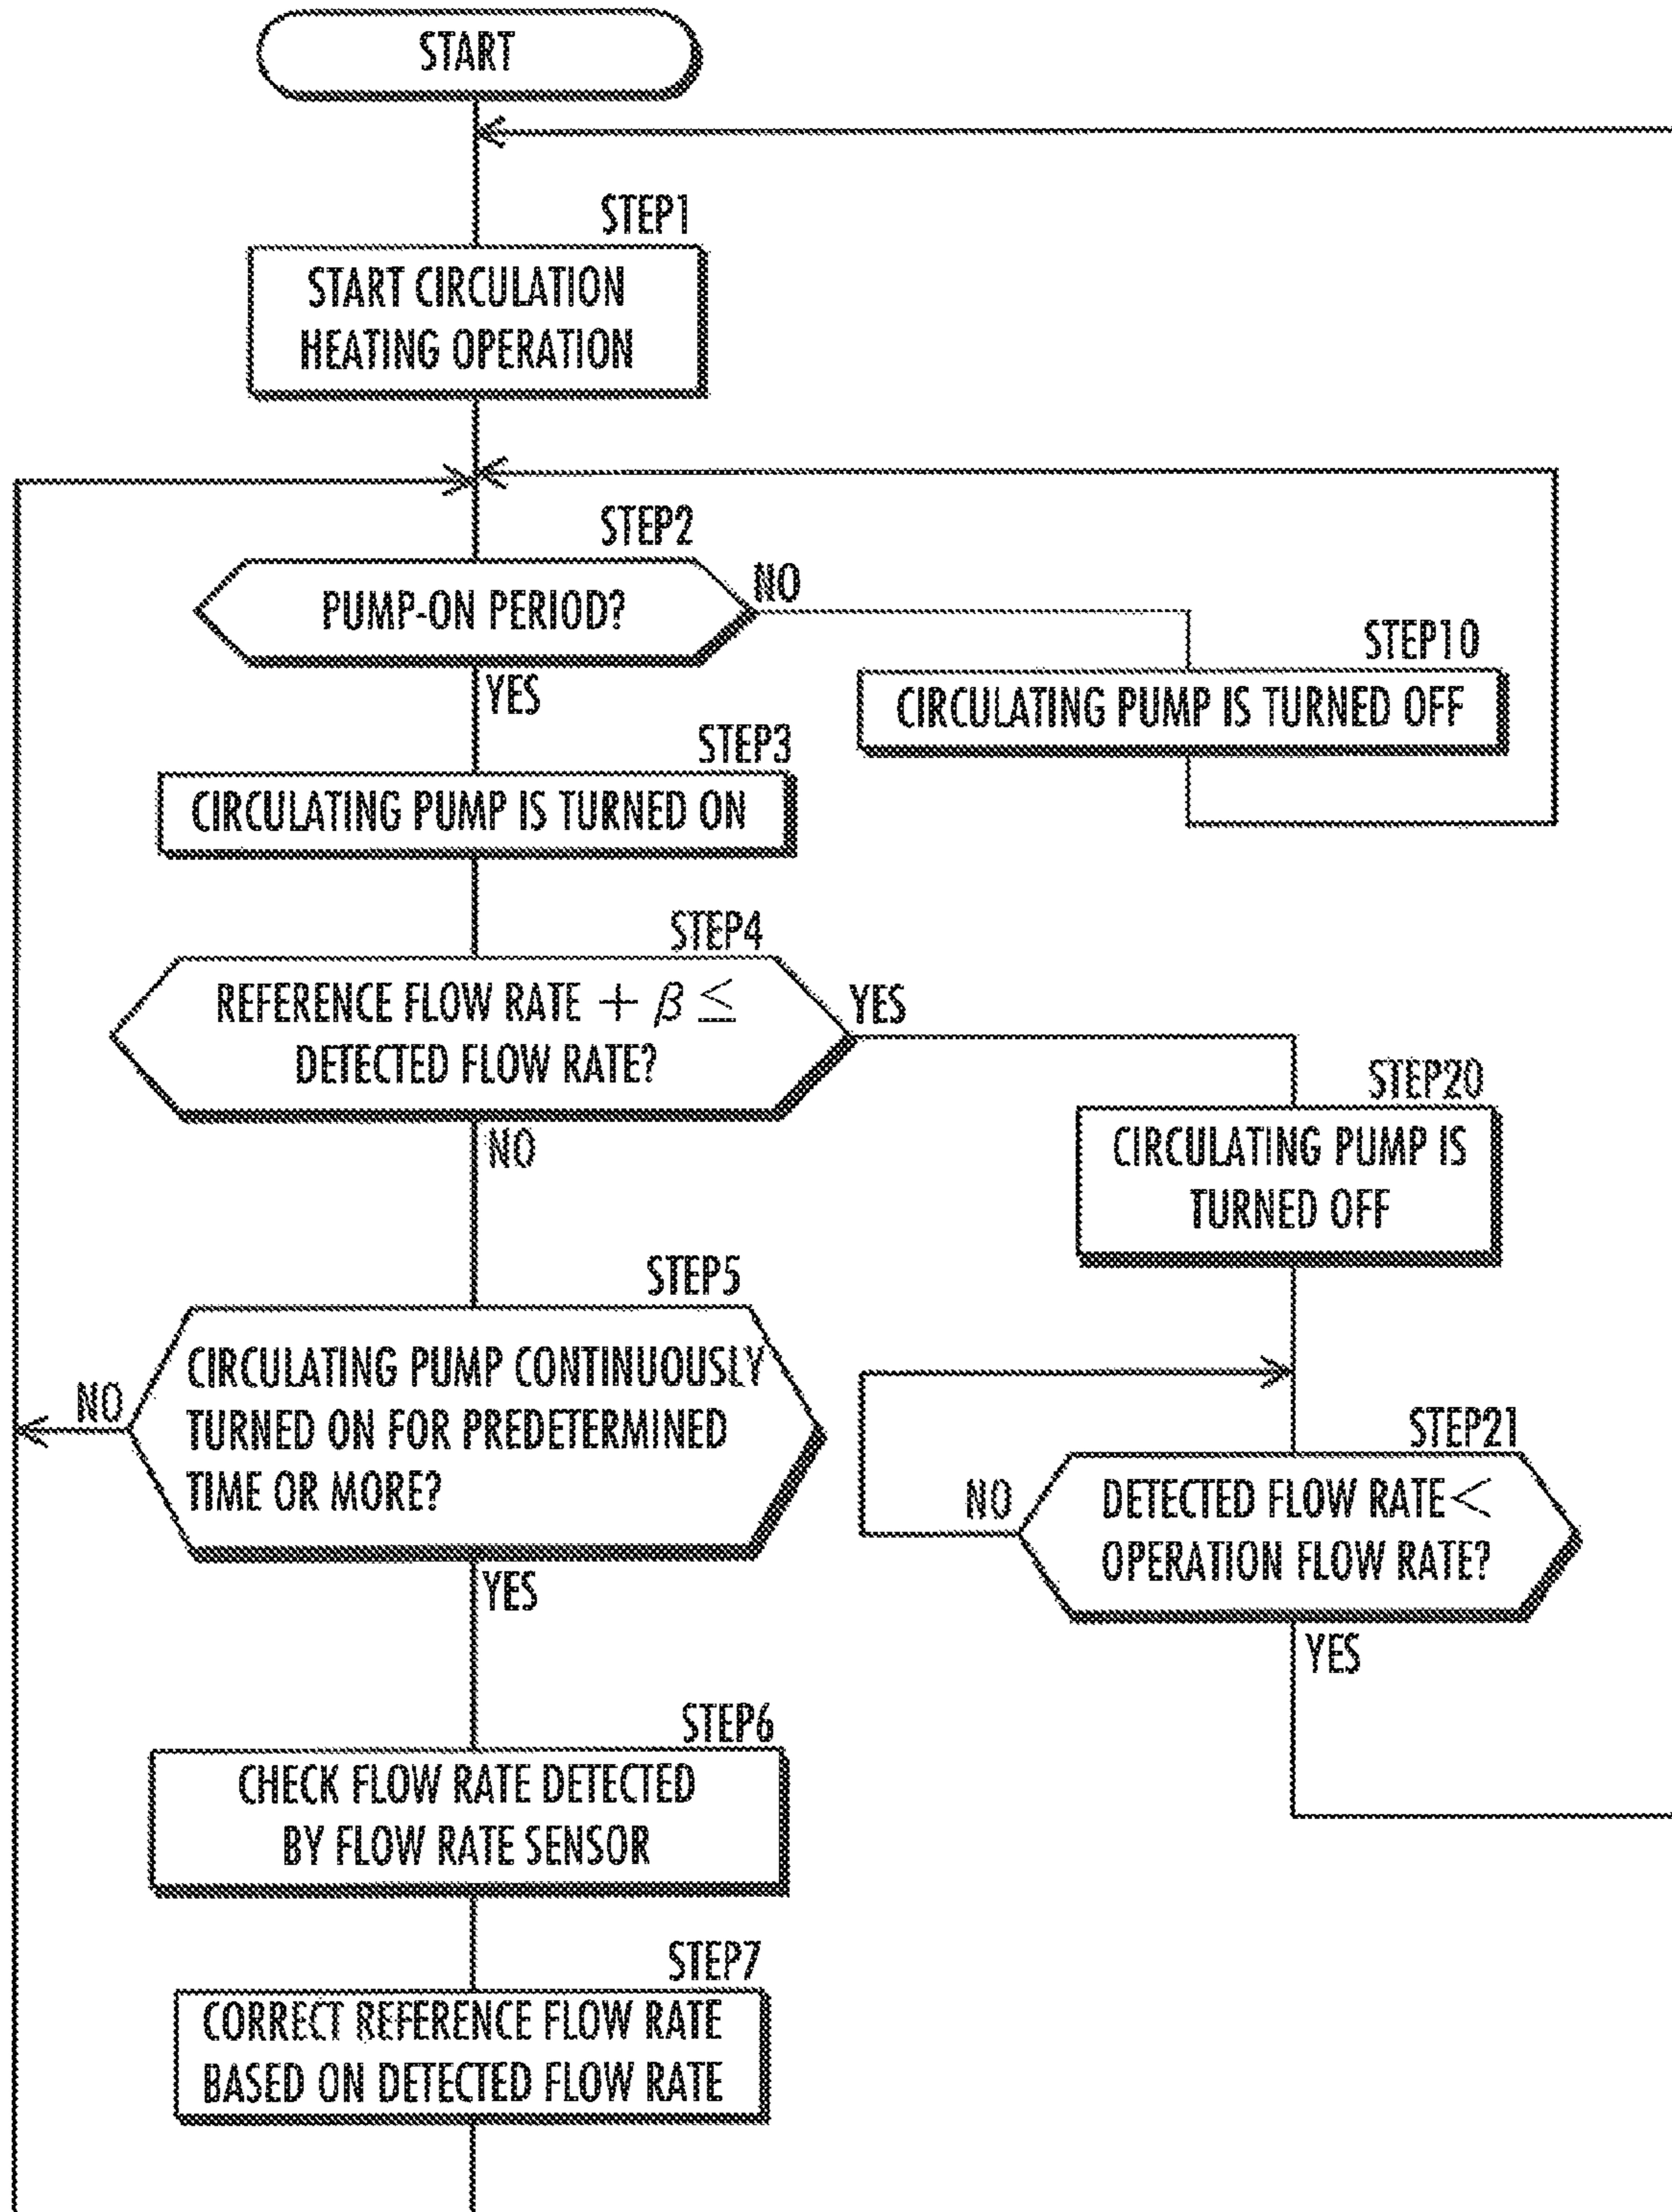 START
STEP1
START CIRCULATION
HEATING OPERATION
STEP2
PUMP-ON PERIOD?
NO
YES
STEP10
CIRCULATING PUMP IS TURNED OFF
STEP3
CIRCULATING PUMP IS TURNED ON
STEP4
REFERENCE FLOW RATE + β ≦
DETECTED FLOW RATE?
YES
NO
STEP20
CIRCULATING PUMP IS
TURNED OFF
STEP5
CIRCULATING PUMP CONTINUOUSLY
TURNED ON FOR PREDETERMINED
TIME OR MORE?
NO
YES
STEP21
DETECTED FLOW RATE <
OPERATION FLOW RATE?
NO
YES
STEP6
CHECK FLOW RATE DETECTED
BY FLOW RATE SENSOR
STEP7
CORRECT REFERENCE FLOW RATE
BASED ON DETECTED FLOW RATE